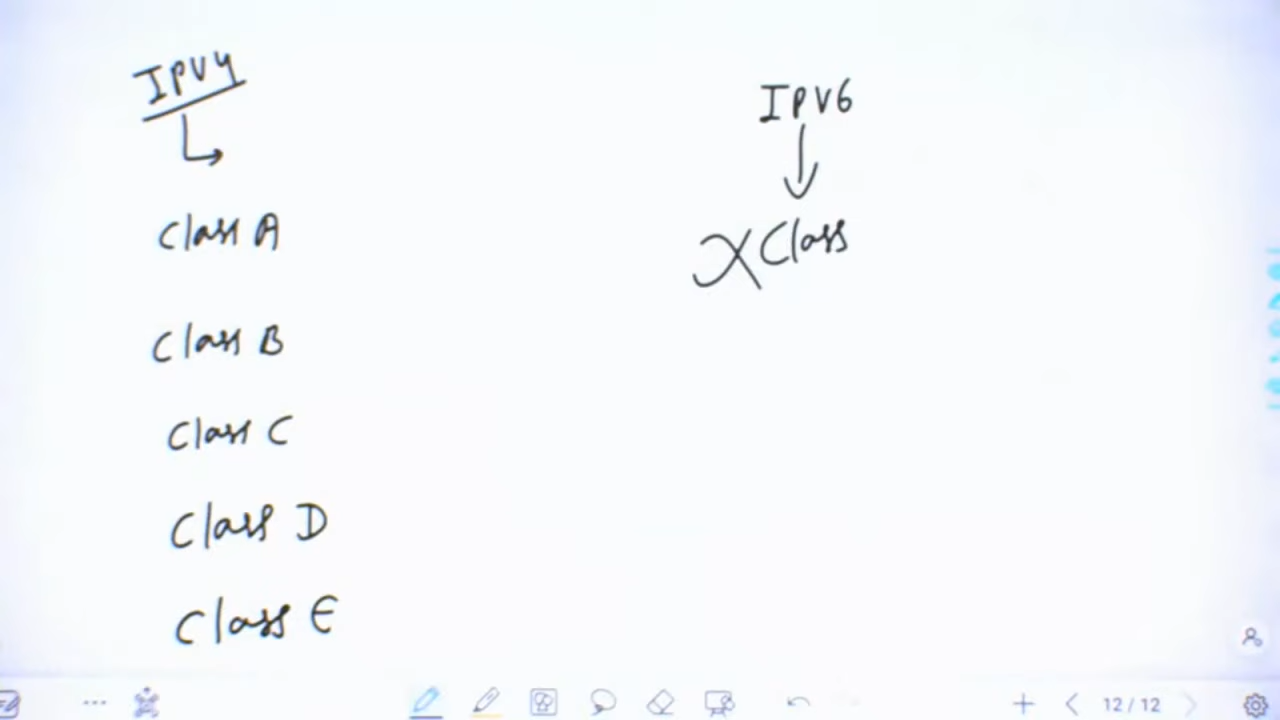 IPV4
Class A
Class B
Class C
Class D
Class E
IPV6
X Class
12/12